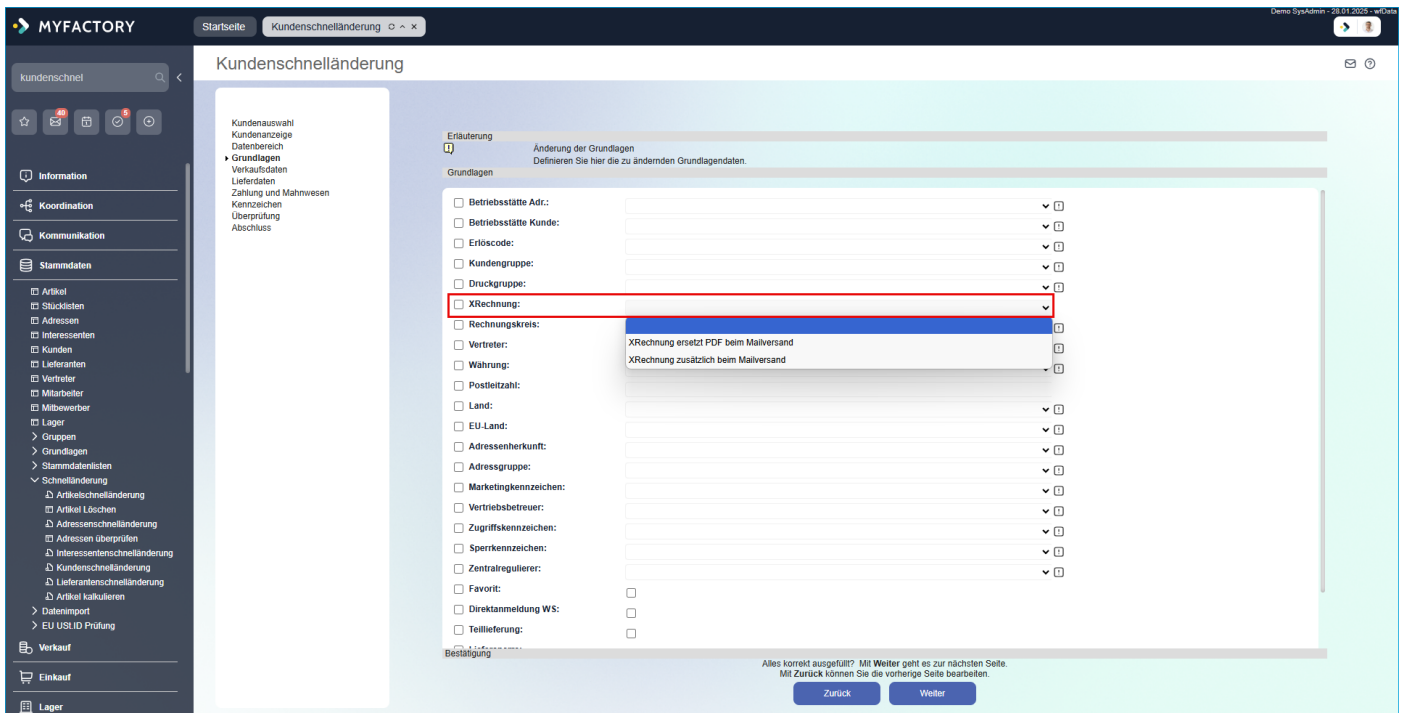 Demo SysAdmin - 28.01.2025 - wfData
MYFACTORY
Startseite
Kundenschnelländerung
kundenschnel
40
5
Information
Koordination
Kommunikation
Stammdaten
Artikel
Stücklisten
Adressen
Interessenten
Kunden
Lieferanten
Vertreter
Mitarbeiter
Mitbewerber
Lager
Gruppen
Grundlagen
Stammdatenlisten
Schnelländerung
Artikelschnelländerung
Artikel Löschen
Adressenschnelländerung
Adressen überprüfen
Interessentenschnelländerung
Kundenschnelländerung
Lieferantenschnelländerung
Artikel kalkulieren
Datenimport
EU USt.ID Prüfung
Verkauf
Einkauf
Lager
Kundenschnelländerung
Kundenauswahl
Kundenanzeige
Datenbereich
Grundlagen
Verkaufsdaten
Lieferdaten
Zahlung und Mahnwesen
Kennzeichen
Überprüfung
Abschluss
Erläuterung
Änderung der Grundlagen
Definieren Sie hier die zu ändernden Grundlagendaten.
Grundlagen
Betriebsstätte Adr.:
Betriebsstätte Kunde:
Erlöscode:
Kundengruppe:
Druckgruppe:
XRechnung:
Rechnungskreis:
XRechnung ersetzt PDF beim Mailversand
Vertreter:
XRechnung zusätzlich beim Mailversand
Währung:
Postleitzahl:
Land:
EU-Land:
Adressenherkunft:
Adressgruppe:
Marketingkennzeichen:
Vertriebsbetreuer:
Zugriffskennzeichen:
Sperrkennzeichen:
Zentralregulierer:
Favorit:
Direktanmeldung WS:
Teillieferung:
Bestätigung
Alles korrekt ausgefüllt? Mit Weiter geht es zur nächsten Seite.
Mit Zurück können Sie die vorherige Seite bearbeiten.
Zurück
Weiter